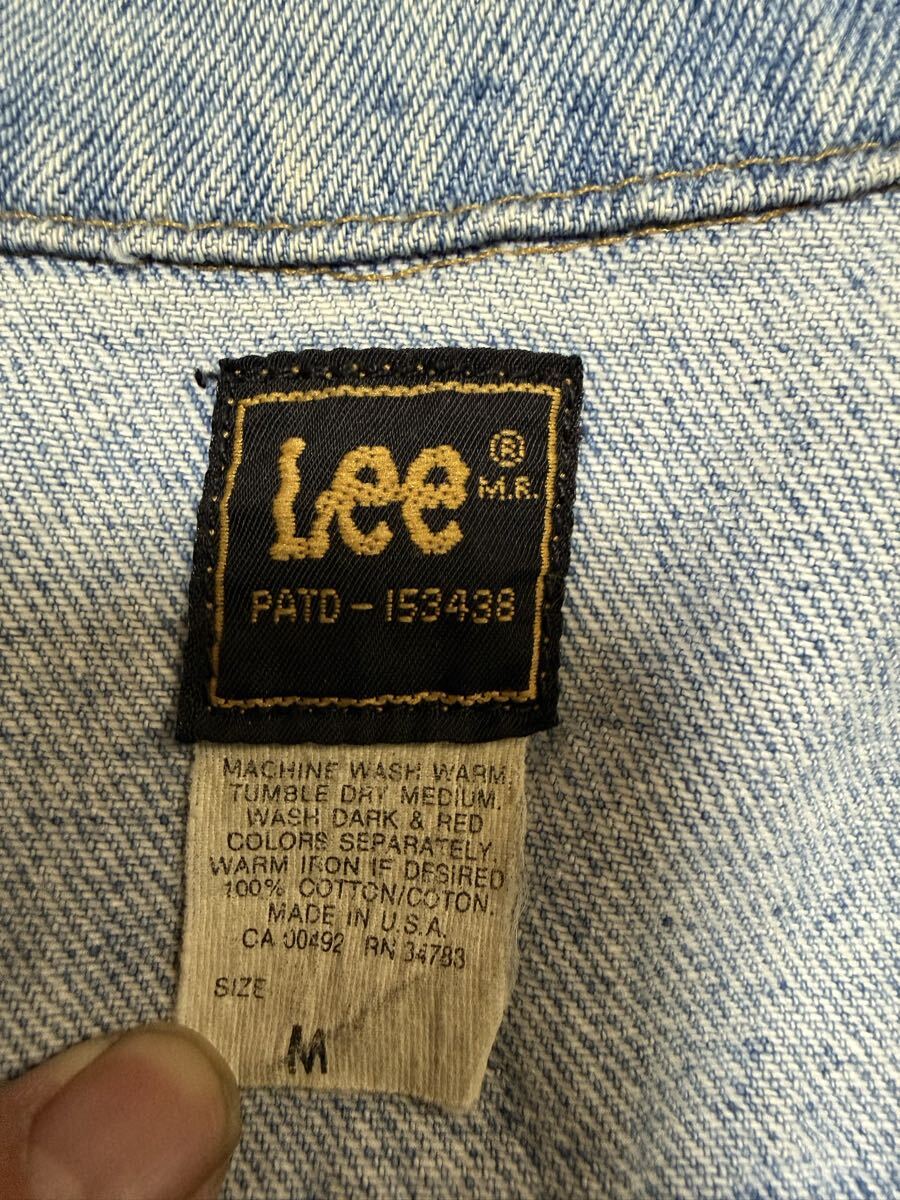 Lee ®
M.R.
PATD-153438
MACHINE WASH WARM.
TUMBLE DRY MEDIUM.
WASH DARK & RED
COLORS SEPARATELY.
WARM IRON IF DESIRED
100% COTTON/COTON.
MADE IN U.S.A.
CA 00492 RN 34783
SIZE
M